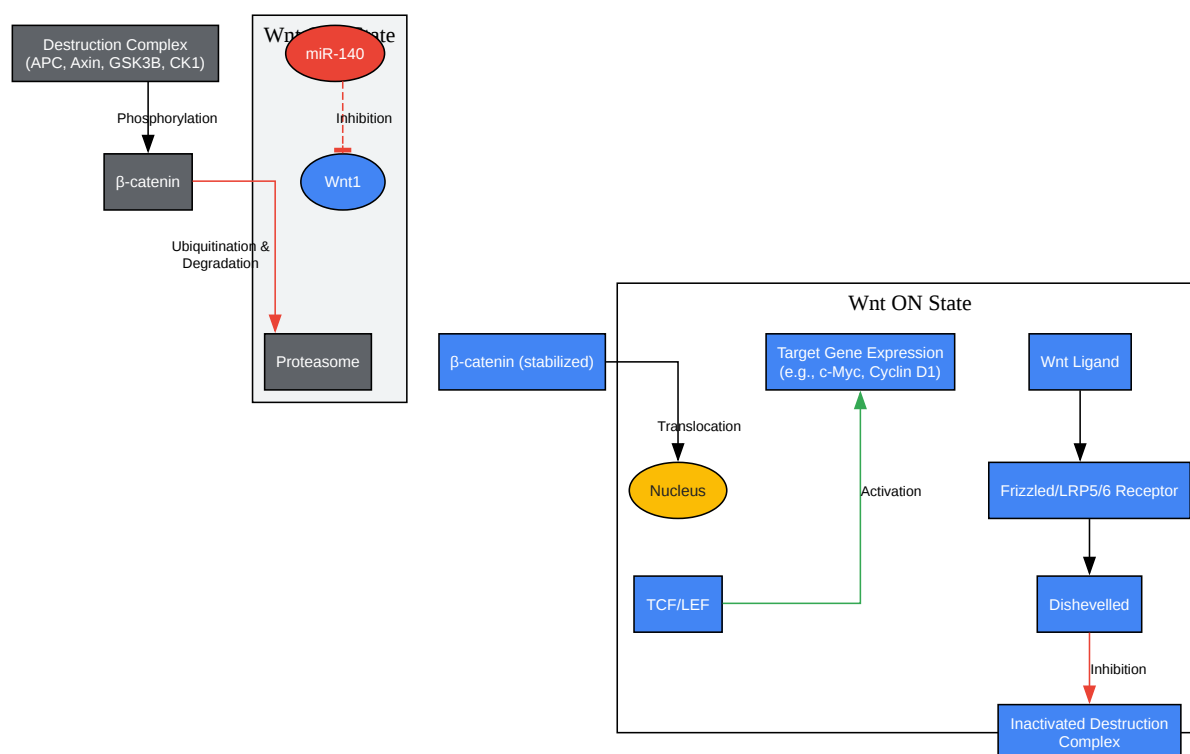 Destruction Complex
(APC, Axin, GSK3B, CK1)
Phosphorylation
β-catenin
Ubiquitination &
Degradation
miR-140
Inhibition
Wnt1
Proteasome
β-catenin (stabilized)
Wnt ON State
Translocation
Nucleus
TCF/LEF
Target Gene Expression
(e.g., c-Myc, Cyclin D1)
Activation
Wnt Ligand
Frizzled/LRP5/6 Receptor
Dishevelled
Inhibition
Inactivated Destruction
Complex